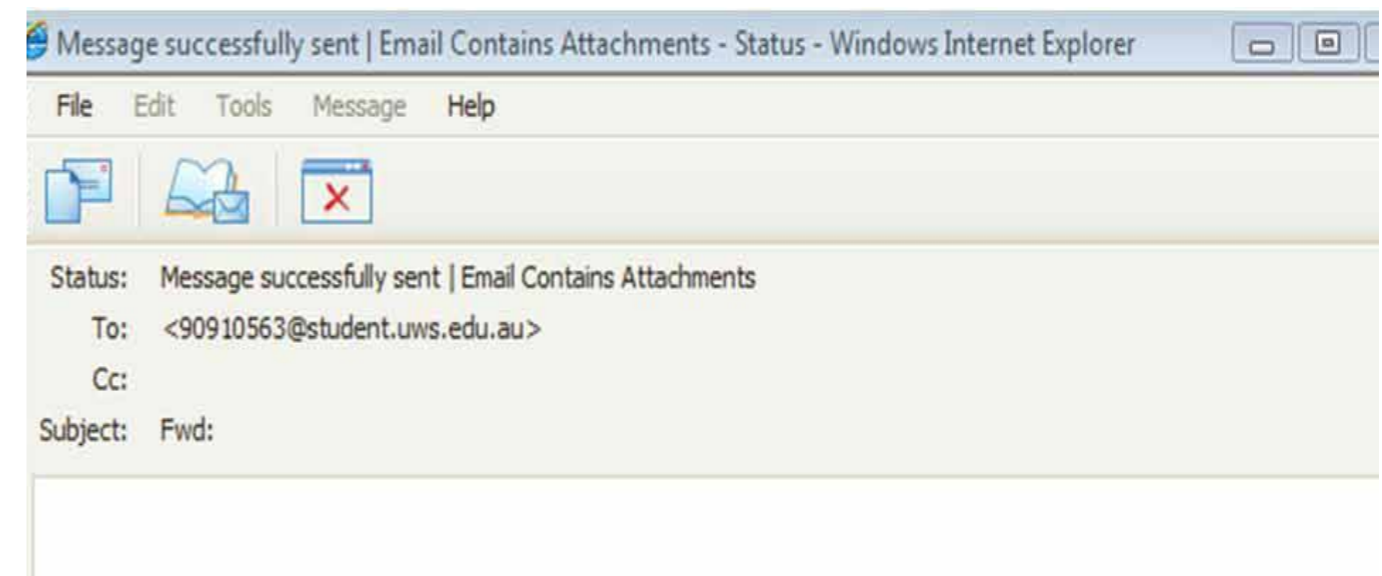 Message successfully sent | Email Contains Attachments - Status - Windows Internet Explorer
File Edit Tools Message Help
Status: Message successfully sent | Email Contains Attachments
To: <90910563@student.uws.edu.au>
Cc:
Subject: Fwd: